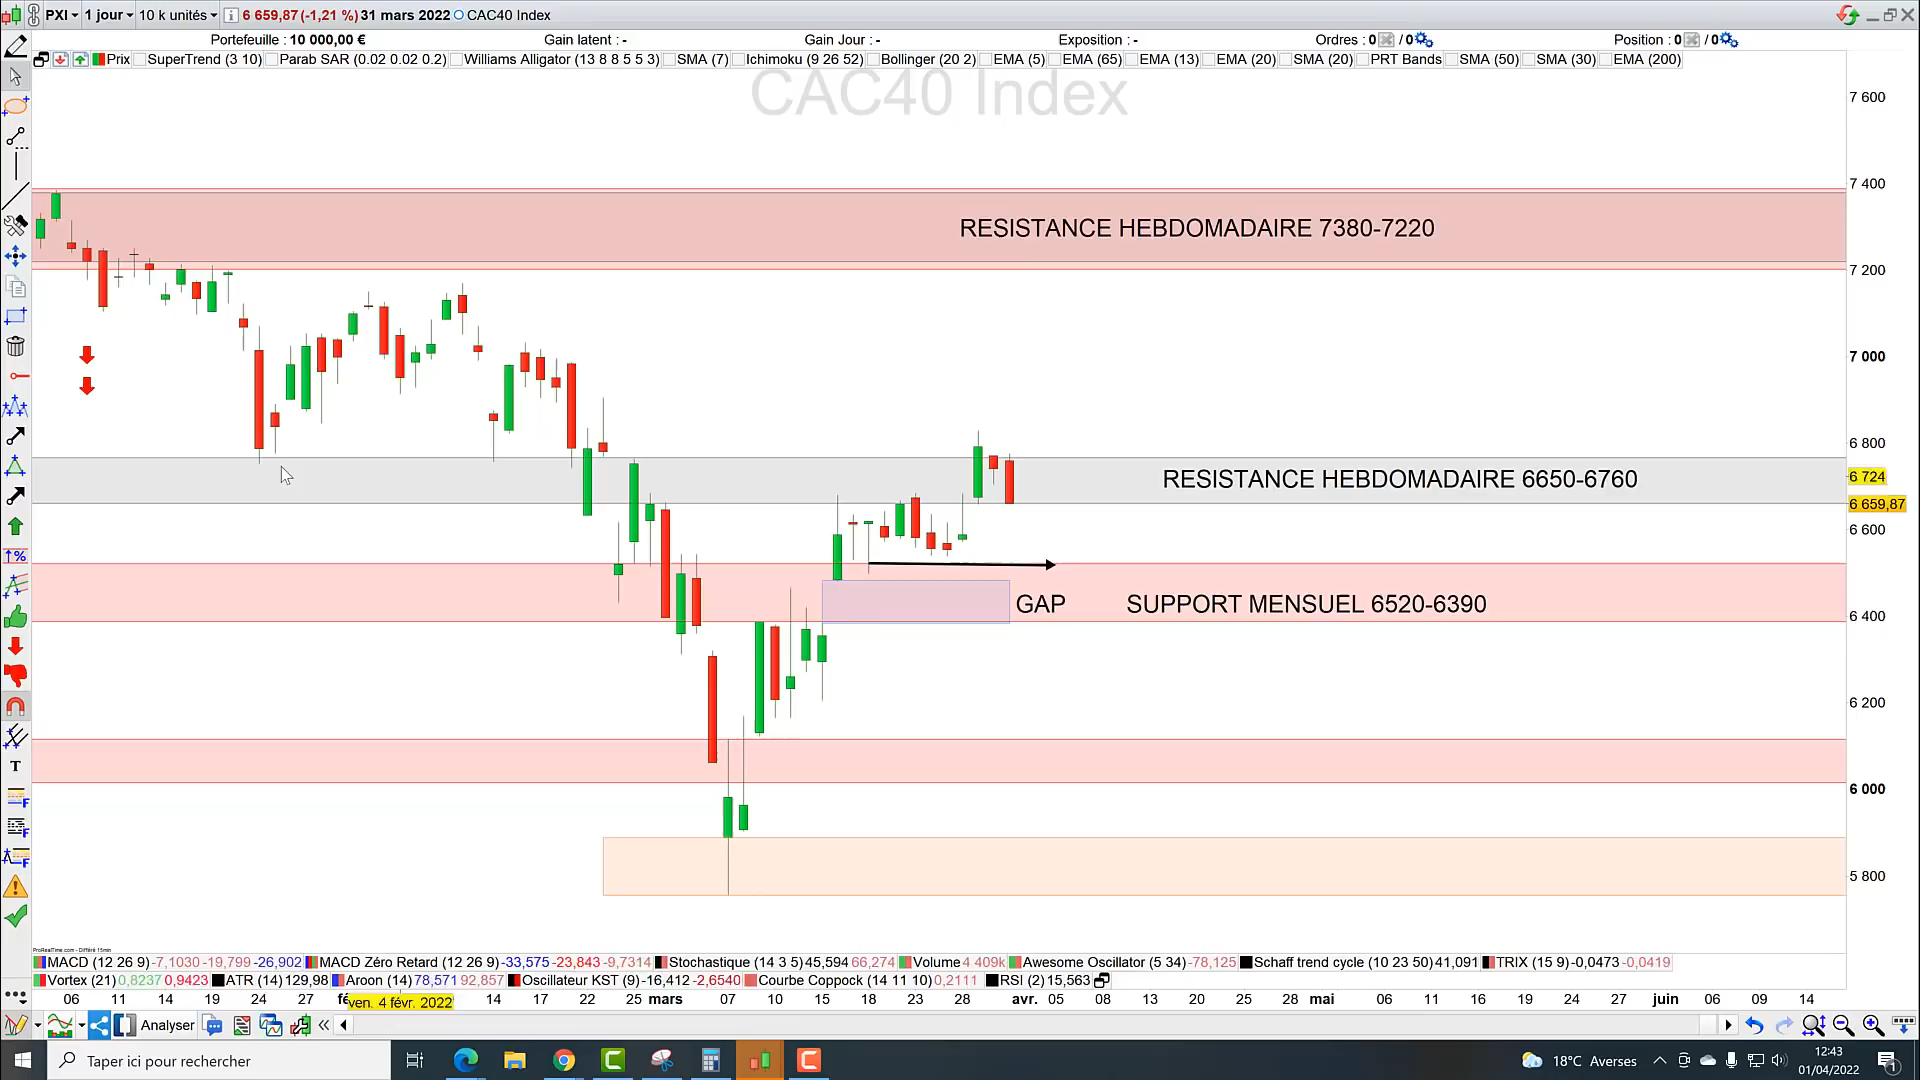 PXI 1 jour 10 k unités 6 659,87 (-1,21 %) 31 mars 2022 CAC40 Index
Portefeuille : 10 000,00 € Gain latent : - Gain Jour : - Exposition : - Ordres : 0 / 0 Position : 0 / 0
Prix SuperTrend (3 10) Parab SAR (0.02 0.02 0.2) Williams Alligator (13 8 8 5 5 3) SMA (7) Ichimoku (9 26 52) Bollinger (20 2) EMA (5) EMA (65) EMA (13) EMA (20) SMA (20) PRT Bands SMA (50) SMA (30) EMA (200)
CAC40 Index
7 600
7 400
RESISTANCE HEBDOMADAIRE 7380-7220
7 200
7 000
6 800
RESISTANCE HEBDOMADAIRE 6650-6760
6 724
6 659,87
6 600
GAP SUPPORT MENSUEL 6520-6390
6 400
6 200
6 000
5 800
ProRealTime.com - Différé 15min
MACD (12 26 9) -7,1030 -19,799 -26,902 MACD Zéro Retard (12 26 9) -33,575 -23,843 -9,7314 Stochastique (14 3 5) 45,594 66,274 Volume 4 409k Awesome Oscillator (5 34) -78,125 Schaff trend cycle (10 23 50) 41,091 TRIX (15 9) -0,0473 -0,0419
Vortex (21) 0,8237 0,9423 ATR (14) 129,98 Aroon (14) 78,571 92,857 Oscillateur KST (9) -16,412 -2,6540 Courbe Coppock (14 11 10) 0,2111 RSI (2) 15,563
06 11 14 19 24 27 fé ven. 4 févr. 2022 14 17 22 25 mars 07 10 15 18 23 28 avr. 05 08 13 20 25 28 mai 06 11 16 19 24 27 juin 06 09 14
Analyser
Taper ici pour rechercher
18°C Averses
12:43
01/04/2022